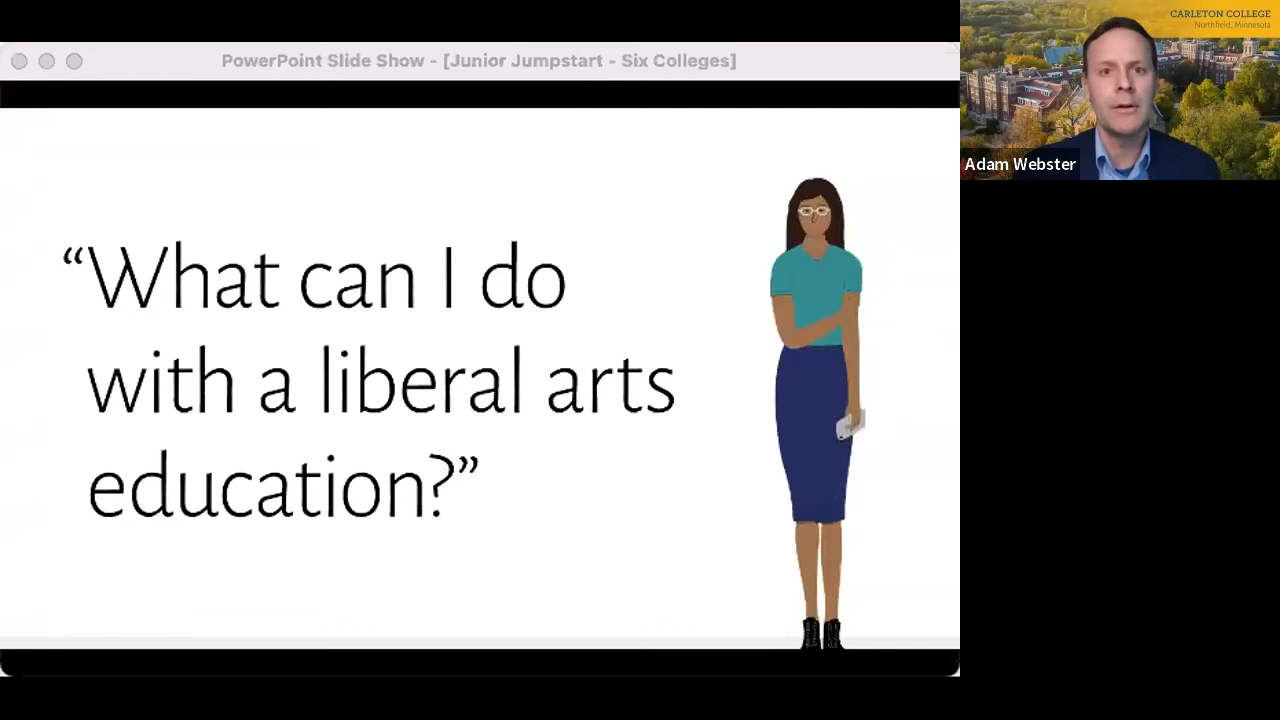 PowerPoint Slide Show - [Junior Jumpstart - Six Colleges]
“What can I do
with a liberal arts
education?”
CARLETON COLLEGE
Northfield, Minnesota
Adam Webster